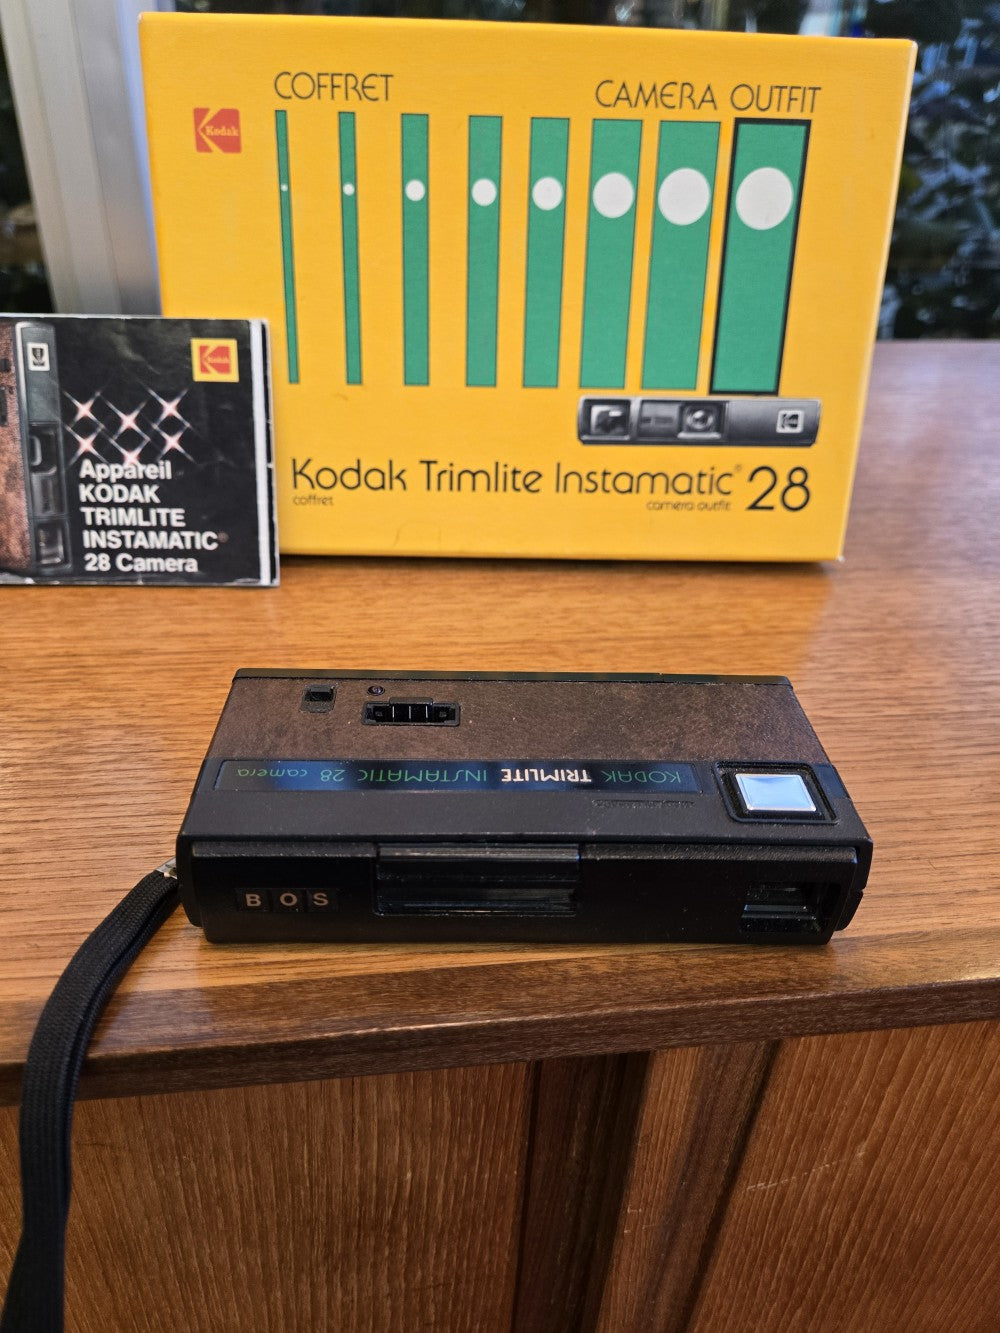 COFFRET
CAMERA OUTFIT
Kodak
Kodak Trimlite Instamatic® 28
coffret
camera outfit
Kodak
Appareil
KODAK
TRIMLITE
INSTAMATIC®
28 Camera
KODAK TRIMLITE INSTAMATIC 28 camera
BOS